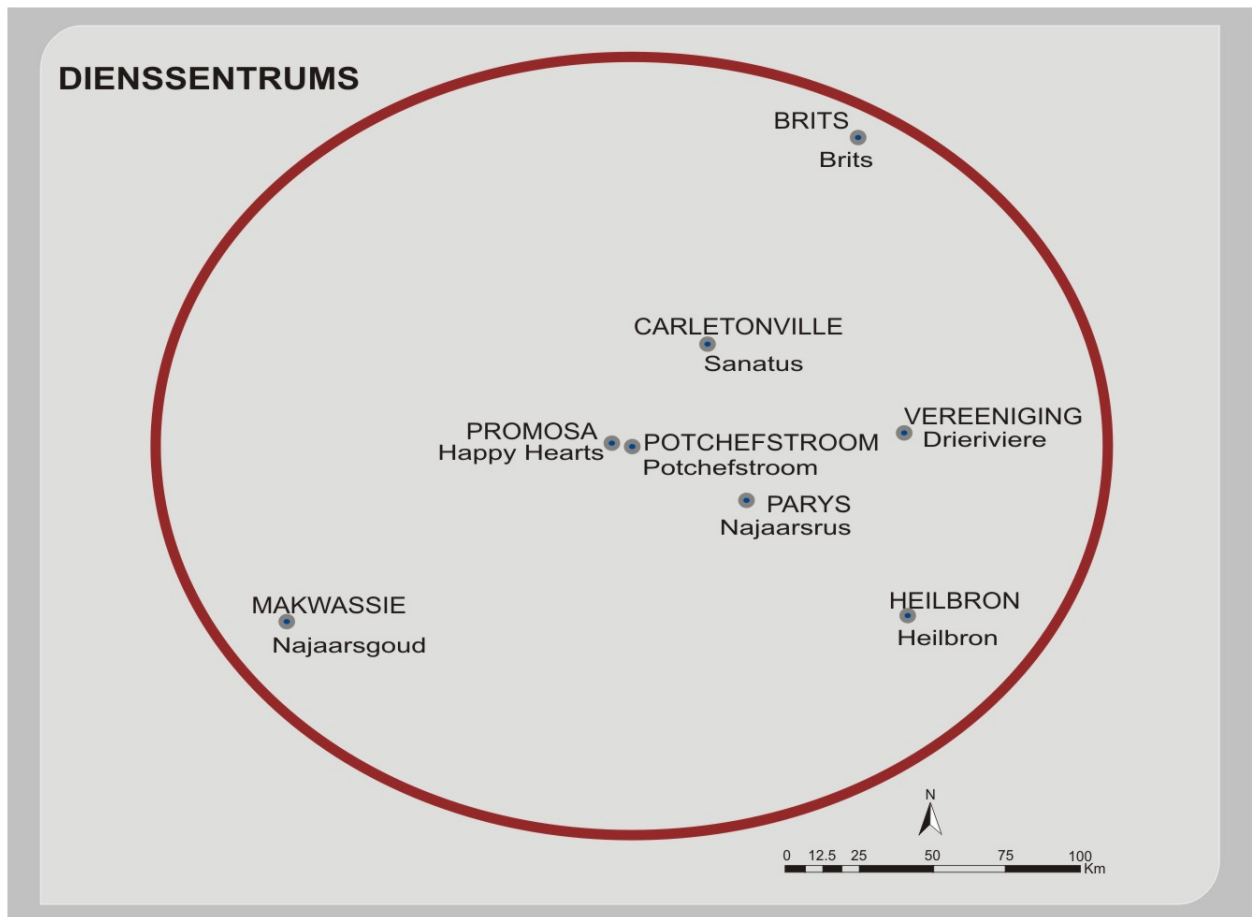 DIENSSENTRUMS
BRITS
Brits
CARLETONVILLE
Sanatus
VEREENIGING
Drieriviere
PROMOSA
Happy Hearts
POTCHEFSTROOM
Potchefstroom
PARYS
Najaarsrus
MAKWASSIE
Najaarsgoud
HEILBRON
Heilbron
N
0 12.5 25 50 75 100
Km